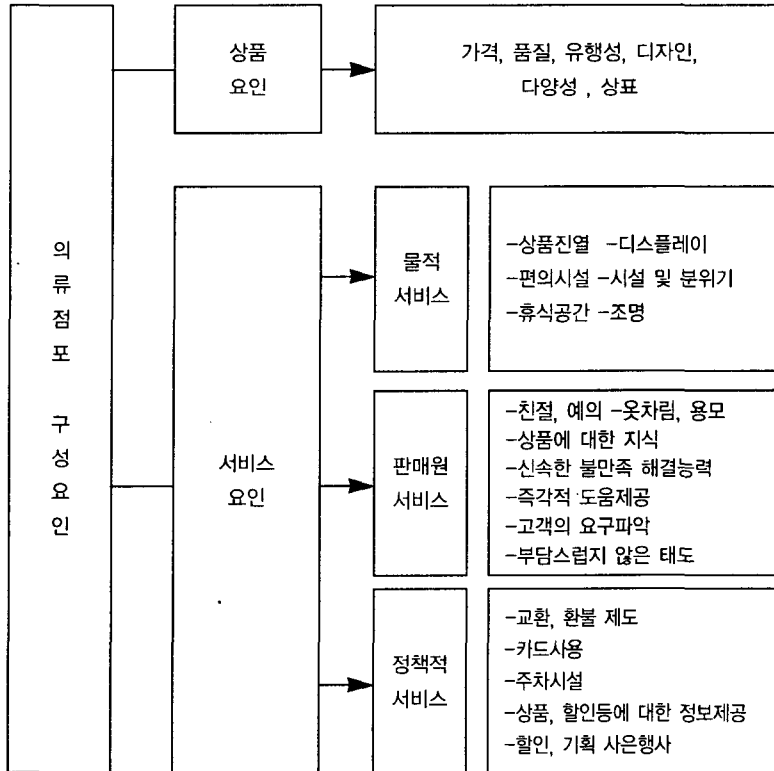 의류점포 구성요인
상품
요인
가격, 품질, 유행성, 디자인,
다양성 , 상표
서비스
요인
물적
서비스
-상품진열 -디스플레이
-편의시설 -시설 및 분위기
-휴식공간 -조명
판매원
서비스
-친절, 예의 -옷차림, 용모
-상품에 대한 지식
-신속한 불만족 해결능력
-즉각적 도움제공
-고객의 요구파악
-부담스럽지 않은 태도
정책적
서비스
-교환, 환불 제도
-카드사용
-주차시설
-상품, 할인등에 대한 정보제공
-할인, 기획 사은행사